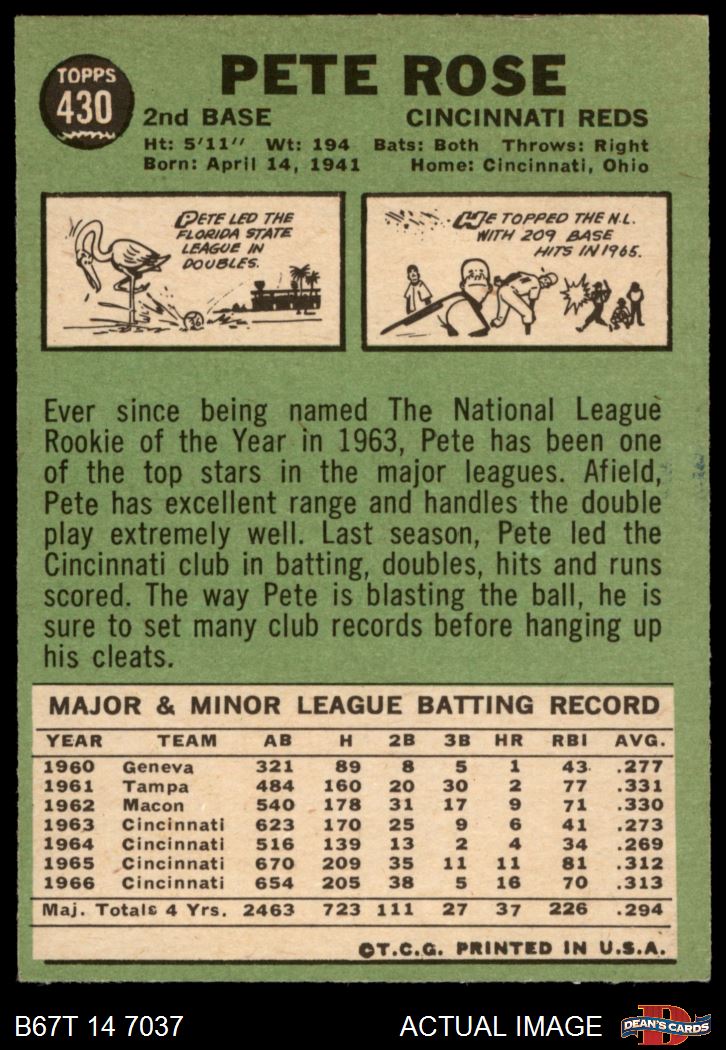 TOPPS
430
PETE ROSE
2nd BASE CINCINNATI REDS
Ht: 5'11" Wt: 194 Bats: Both Throws: Right
Born: April 14, 1941 Home: Cincinnati, Ohio
PETE LED THE
FLORIDA STATE
LEAGUE IN
DOUBLES.
HE TOPPED THE N.L.
WITH 209 BASE
HITS IN 1965.
Ever since being named The National League
Rookie of the Year in 1963, Pete has been one
of the top stars in the major leagues. Afield,
Pete has excellent range and handles the double
play extremely well. Last season, Pete led the
Cincinnati club in batting, doubles, hits and runs
scored. The way Pete is blasting the ball, he is
sure to set many club records before hanging up
his cleats.
MAJOR & MINOR LEAGUE BATTING RECORD
YEAR TEAM AB H 2B 3B HR RBI AVG.
1960 Geneva 321 89 8 5 1 43 .277
1961 Tampa 484 160 20 30 2 77 .331
1962 Macon 540 178 31 17 9 71 .330
1963 Cincinnati 623 170 25 9 6 41 .273
1964 Cincinnati 516 139 13 2 4 34 .269
1965 Cincinnati 670 209 35 11 11 81 .312
1966 Cincinnati 654 205 38 5 16 70 .313
Maj. Totals 4 Yrs. 2463 723 111 27 37 226 .294
©T.C.G. PRINTED IN U.S.A.
B67T 14 7037 ACTUAL IMAGE
D
DEAN'S CARDS